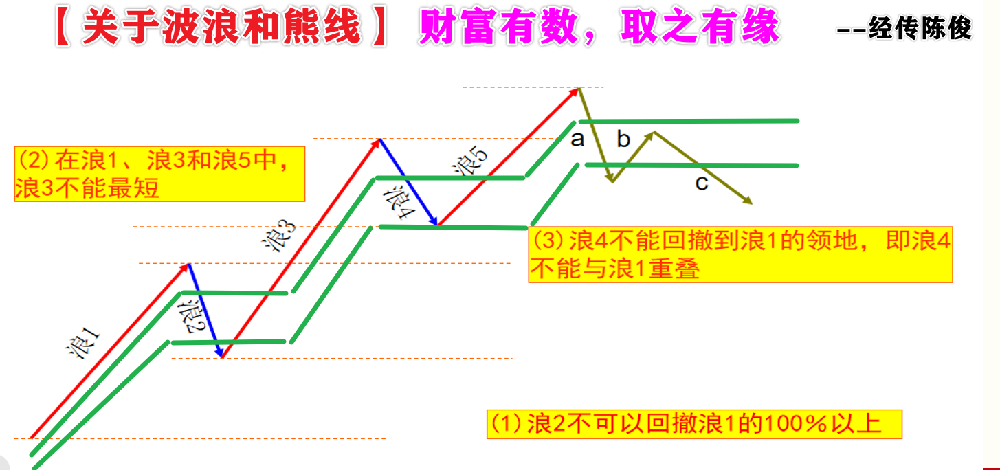 【关于波浪和熊线】 财富有数，取之有缘 --经传陈俊
(2)在浪1、浪3和浪5中，
浪3不能最短
浪1
浪2
浪3
浪4
浪5
a
b
c
(3)浪4不能回撤到浪1的领地，即浪4
不能与浪1重叠
(1)浪2不可以回撤浪1的100%以上